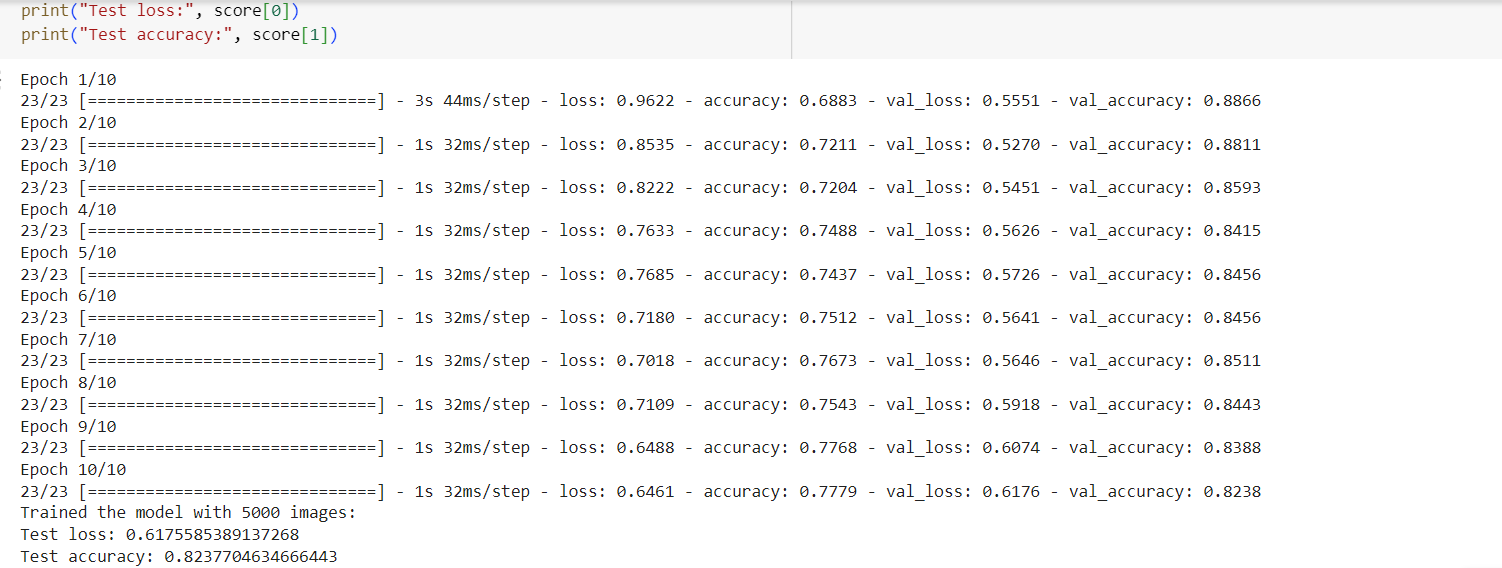 print("Test loss:", score[0])
print("Test accuracy:", score[1])
Epoch 1/10
23/23 [==============================] - 3s 44ms/step - loss: 0.9622 - accuracy: 0.6883 - val_loss: 0.5551 - val_accuracy: 0.8866
Epoch 2/10
23/23 [==============================] - 1s 32ms/step - loss: 0.8535 - accuracy: 0.7211 - val_loss: 0.5270 - val_accuracy: 0.8811
Epoch 3/10
23/23 [==============================] - 1s 32ms/step - loss: 0.8222 - accuracy: 0.7204 - val_loss: 0.5451 - val_accuracy: 0.8593
Epoch 4/10
23/23 [==============================] - 1s 32ms/step - loss: 0.7633 - accuracy: 0.7488 - val_loss: 0.5626 - val_accuracy: 0.8415
Epoch 5/10
23/23 [==============================] - 1s 32ms/step - loss: 0.7685 - accuracy: 0.7437 - val_loss: 0.5726 - val_accuracy: 0.8456
Epoch 6/10
23/23 [==============================] - 1s 32ms/step - loss: 0.7180 - accuracy: 0.7512 - val_loss: 0.5641 - val_accuracy: 0.8456
Epoch 7/10
23/23 [==============================] - 1s 32ms/step - loss: 0.7018 - accuracy: 0.7673 - val_loss: 0.5646 - val_accuracy: 0.8511
Epoch 8/10
23/23 [==============================] - 1s 32ms/step - loss: 0.7109 - accuracy: 0.7543 - val_loss: 0.5918 - val_accuracy: 0.8443
Epoch 9/10
23/23 [==============================] - 1s 32ms/step - loss: 0.6488 - accuracy: 0.7768 - val_loss: 0.6074 - val_accuracy: 0.8388
Epoch 10/10
23/23 [==============================] - 1s 32ms/step - loss: 0.6461 - accuracy: 0.7779 - val_loss: 0.6176 - val_accuracy: 0.8238
Trained the model with 5000 images:
Test loss: 0.6175585389137268
Test accuracy: 0.8237704634666443